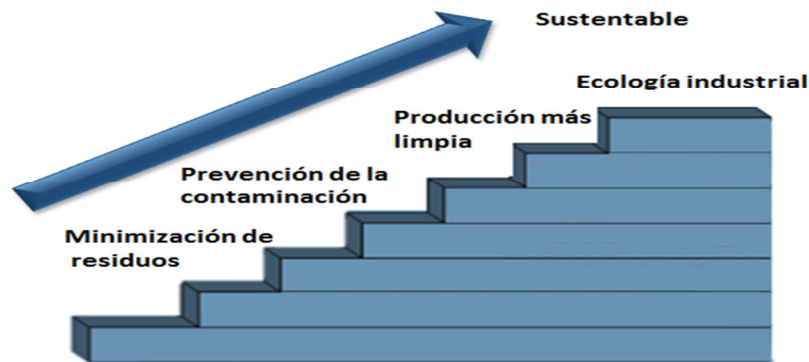 Sustentable
Ecología industrial
Producción más
limpia
Prevención de la
contaminación
Minimización de
residuos